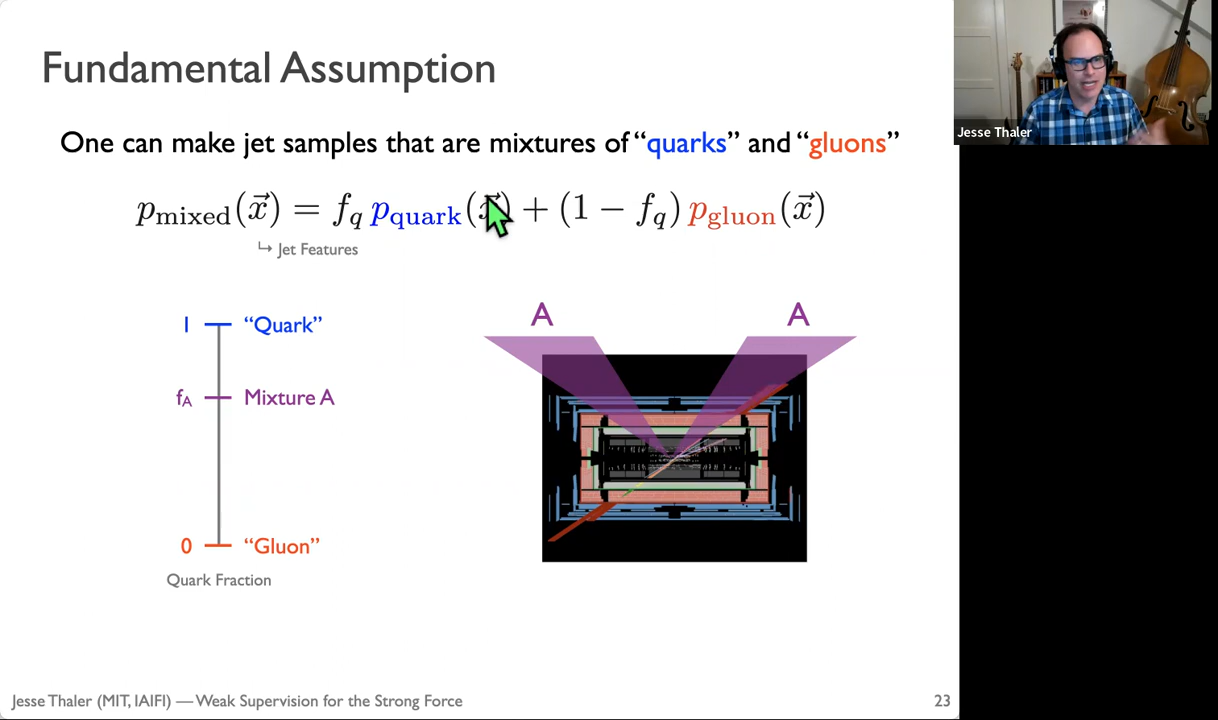 Fundamental Assumption
One can make jet samples that are mixtures of “quarks” and “gluons”
p_mixed(x⃗) = f_q p_quark(x⃗) + (1 − f_q) p_gluon(x⃗)
↳ Jet Features
1 “Quark”
f_A Mixture A
0 “Gluon”
Quark Fraction
A A
Jesse Thaler (MIT, IAIFI) — Weak Supervision for the Strong Force
23
Jesse Thaler